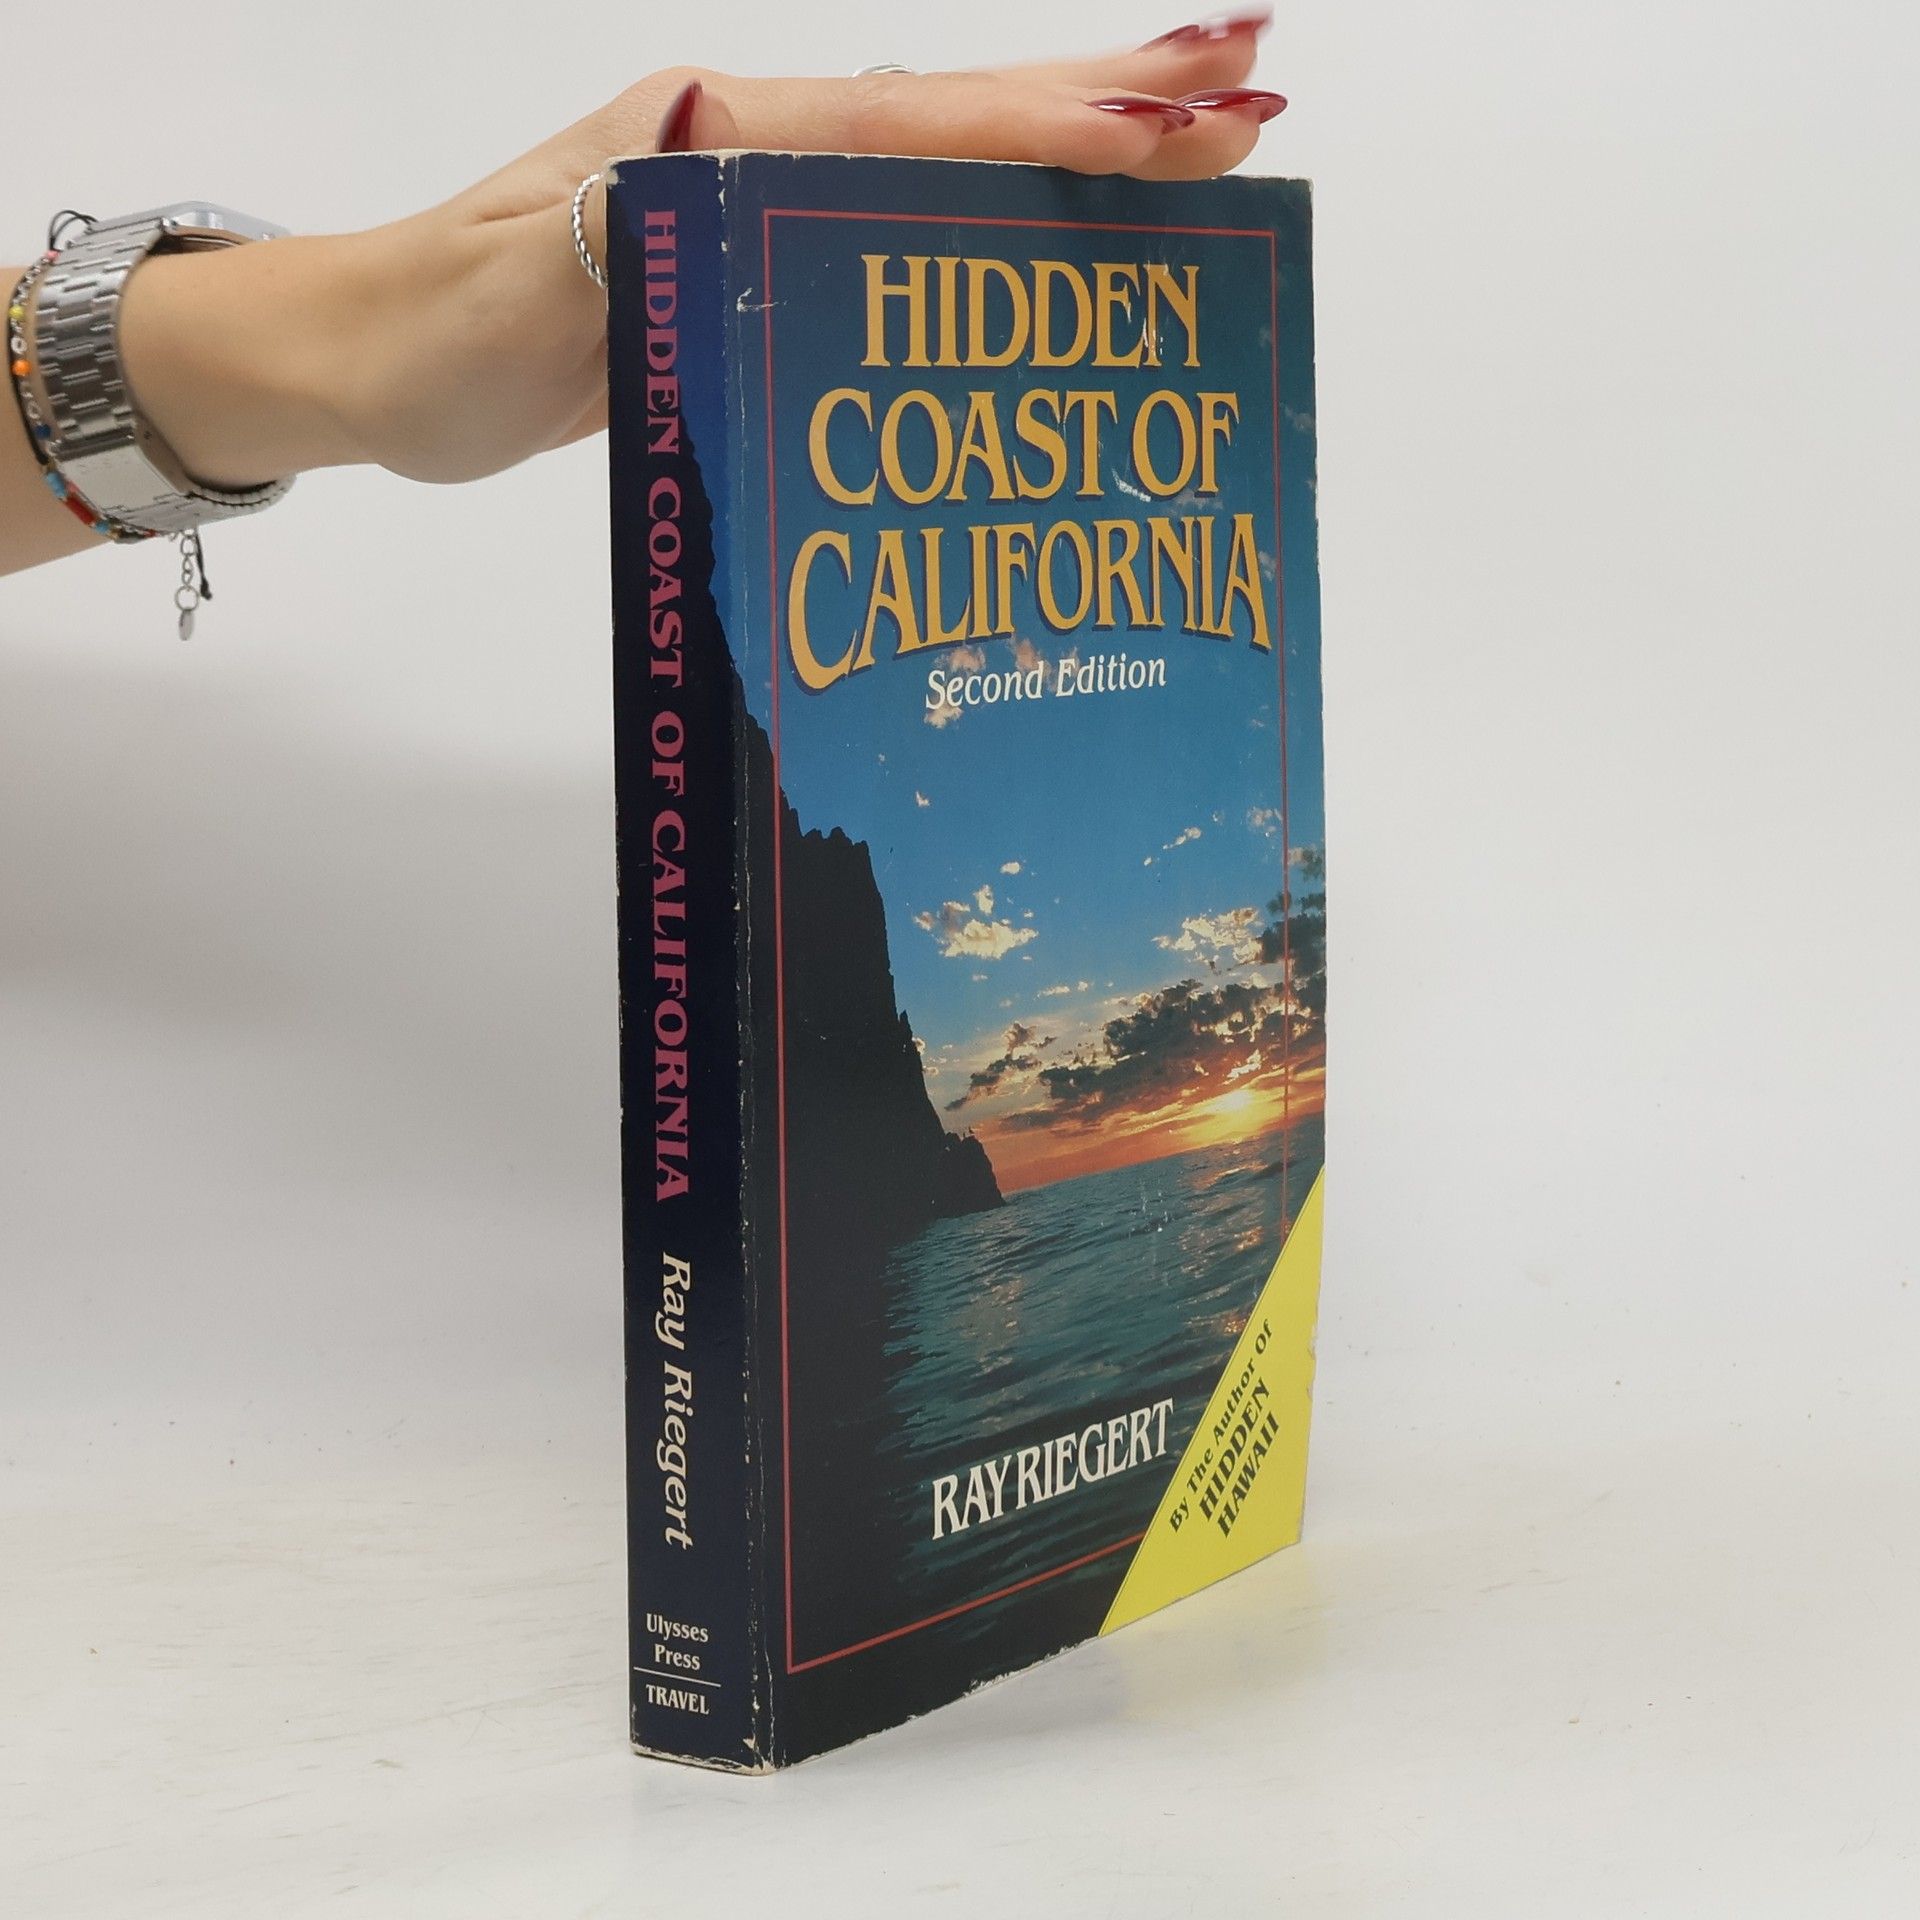 HIDDEN COAST OF CALIFORNIA Ray Riegert
Ulysses
Press
TRAVEL
HIDDEN
COAST OF
CALIFORNIA
Second Edition
RAY RIEGERT
By The Author Of
HIDDEN
HAWAII